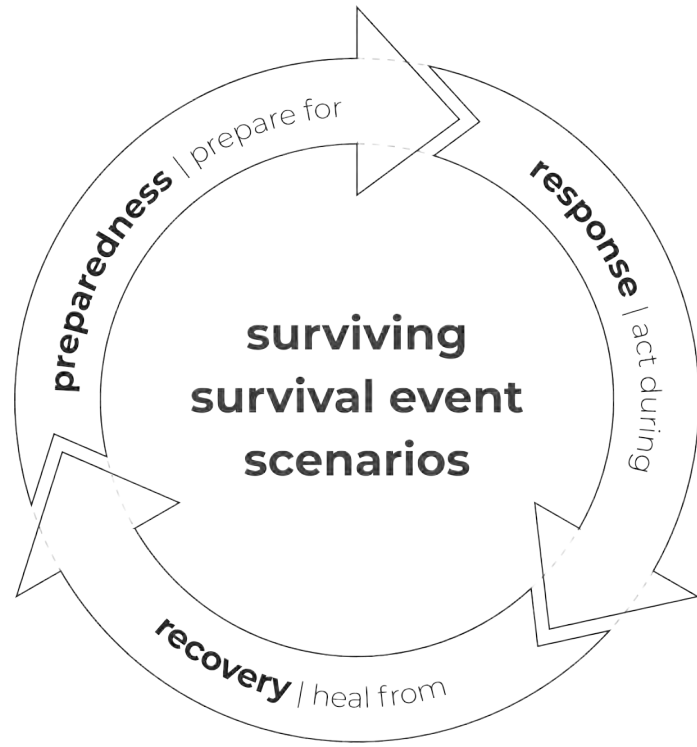 preparedness | prepare for
response | act during
surviving
survival event
scenarios
recovery | heal from